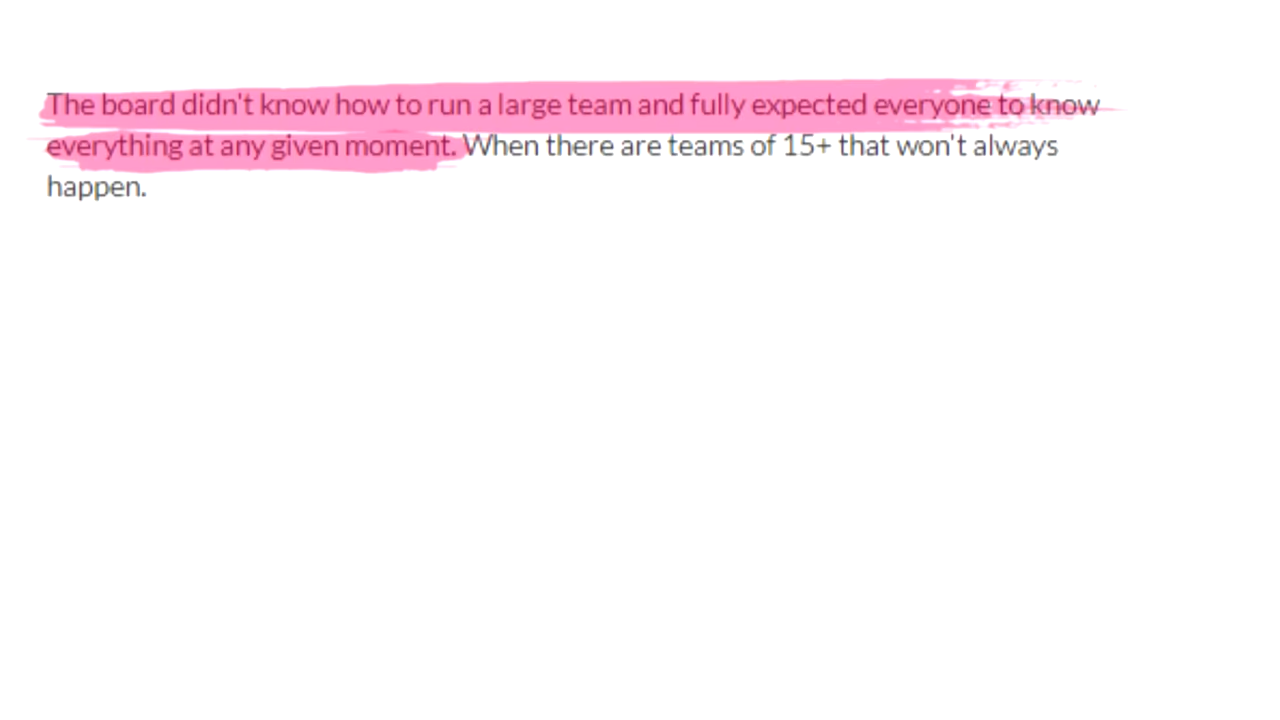 The board didn't know how to run a large team and fully expected everyone to know
everything at any given moment. When there are teams of 15+ that won't always
happen.